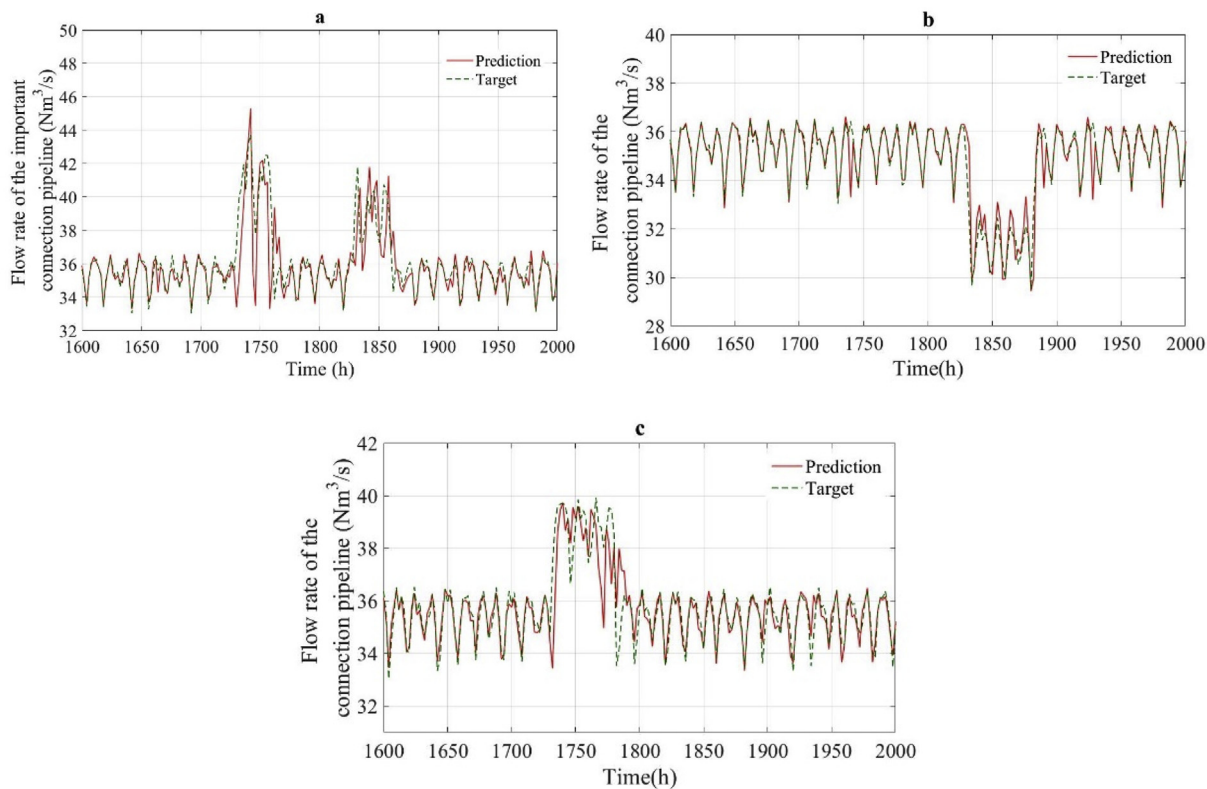 a
50
48
46
44
42
40
38
36
34
32
Flow rate of the important
connection pipeline (Nm³/s)
Prediction
Target
1600 1650 1700 1750 1800 1850 1900 1950 2000
Time (h)
b
40
38
36
34
32
30
28
Flow rate of the
connection pipeline (Nm³/s)
Prediction
Target
1600 1650 1700 1750 1800 1850 1900 1950 2000
Time(h)
c
42
40
38
36
34
32
Flow rate of the
connection pipeline (Nm³/s)
Prediction
Target
1600 1650 1700 1750 1800 1850 1900 1950 2000
Time(h)